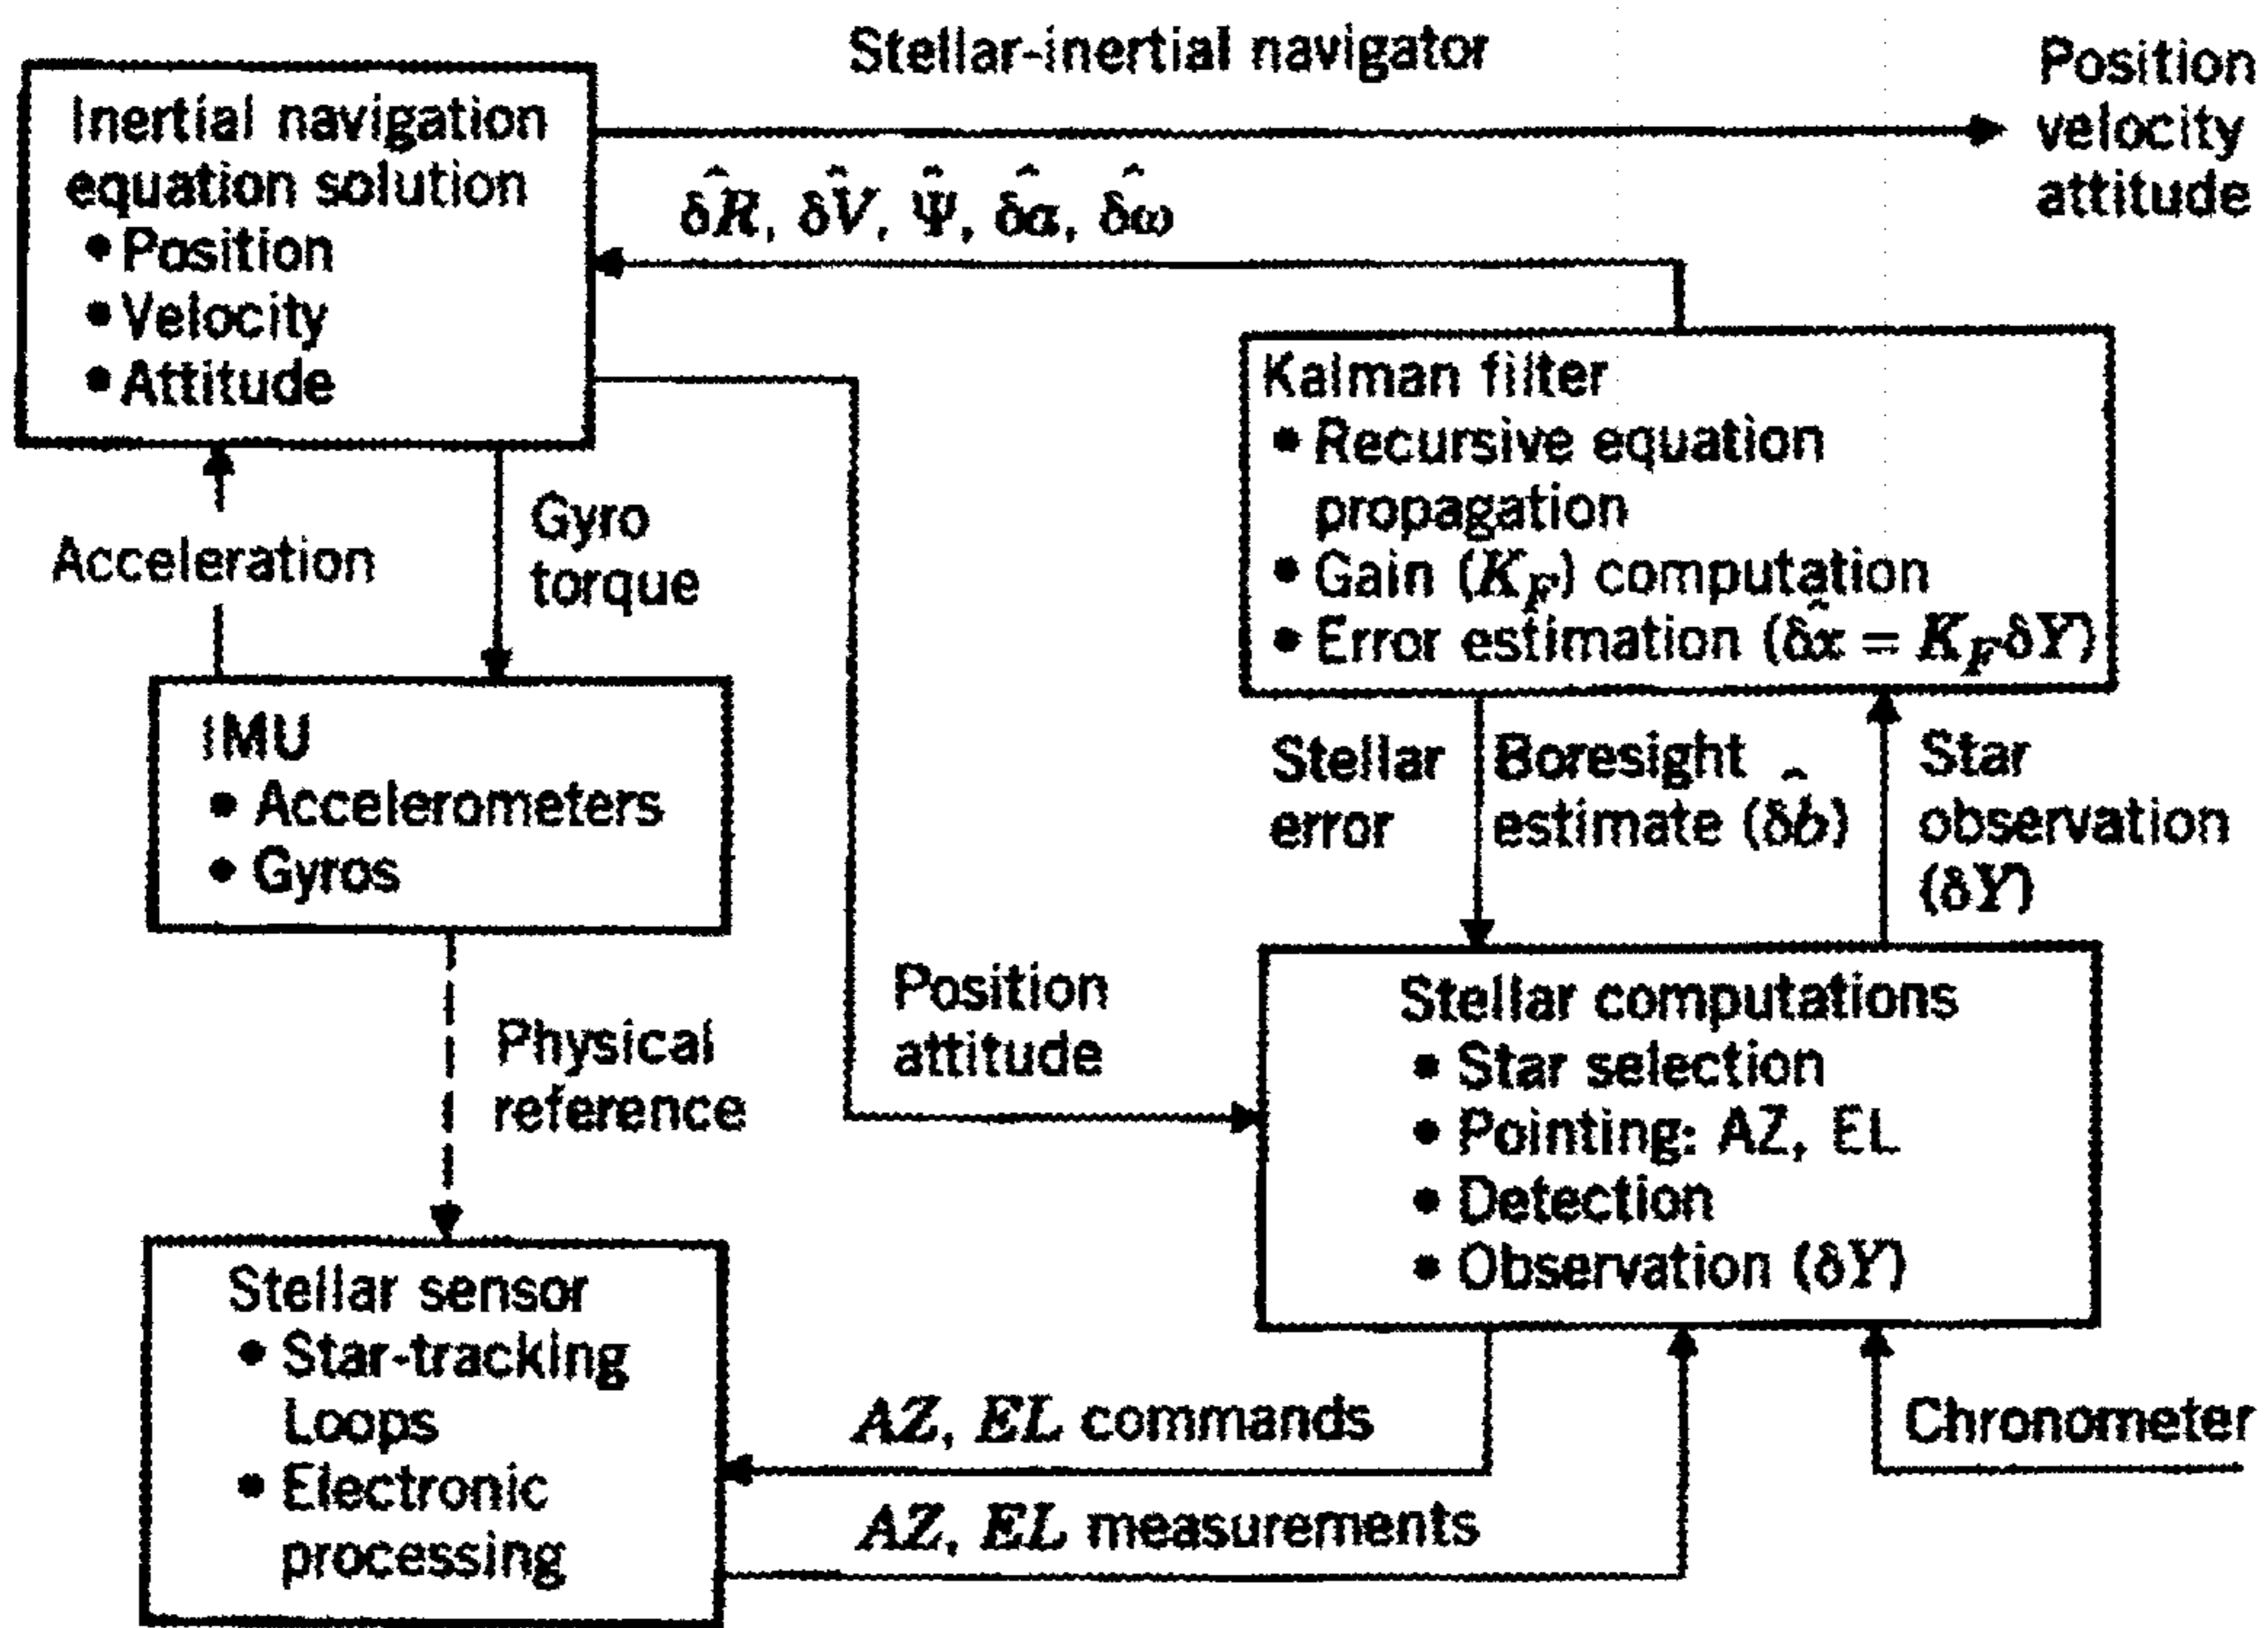 Stellar-inertial navigator
Position
velocity
attitude
Inertial navigation
equation solution
• Position
• Velocity
• Attitude
δR̂, δV̂, Ψ̂, δα̂, δω̂
Kalman filter
• Recursive equation
propagation
• Gain (K_F) computation
• Error estimation (δx̂ = K_FδY)
Acceleration
Gyro
torque
IMU
• Accelerometers
• Gyros
Stellar
error
Boresight
estimate (δb̂)
Star
observation
(δY)
Physical
reference
Position
attitude
Stellar computations
• Star selection
• Pointing: AZ, EL
• Detection
• Observation (δY)
Stellar sensor
• Star-tracking
Loops
• Electronic
processing
AZ, EL commands
AZ, EL measurements
Chronometer